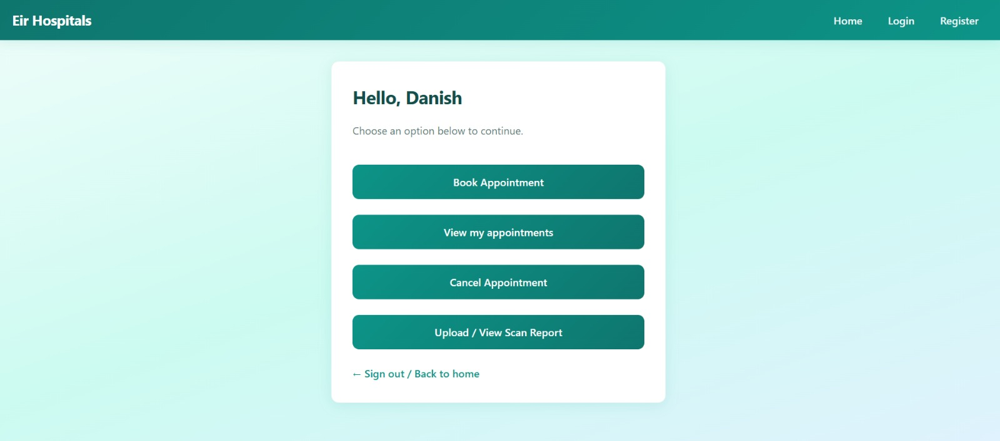 Eir Hospitals
Home
Login
Register
Hello, Danish
Choose an option below to continue.
Book Appointment
View my appointments
Cancel Appointment
Upload / View Scan Report
← Sign out / Back to home